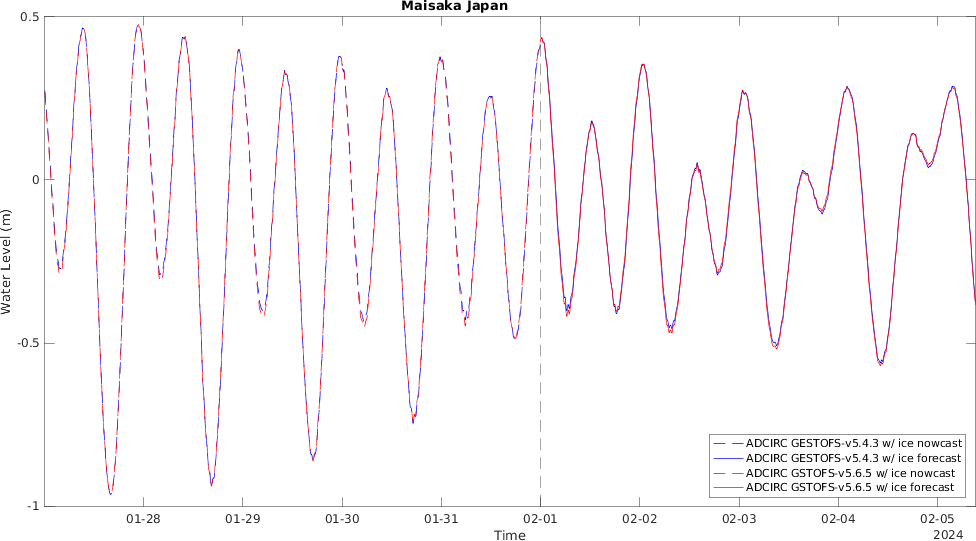 Maisaka Japan
0.5
0
-0.5
-1
Water Level (m)
01-28 01-29 01-30 01-31 02-01 02-02 02-03 02-04 02-05
Time
2024
ADCIRC GESTOFS-v5.4.3 w/ ice nowcast
ADCIRC GESTOFS-v5.4.3 w/ ice forecast
ADCIRC GSTOFS-v5.6.5 w/ ice nowcast
ADCIRC GSTOFS-v5.6.5 w/ ice forecast